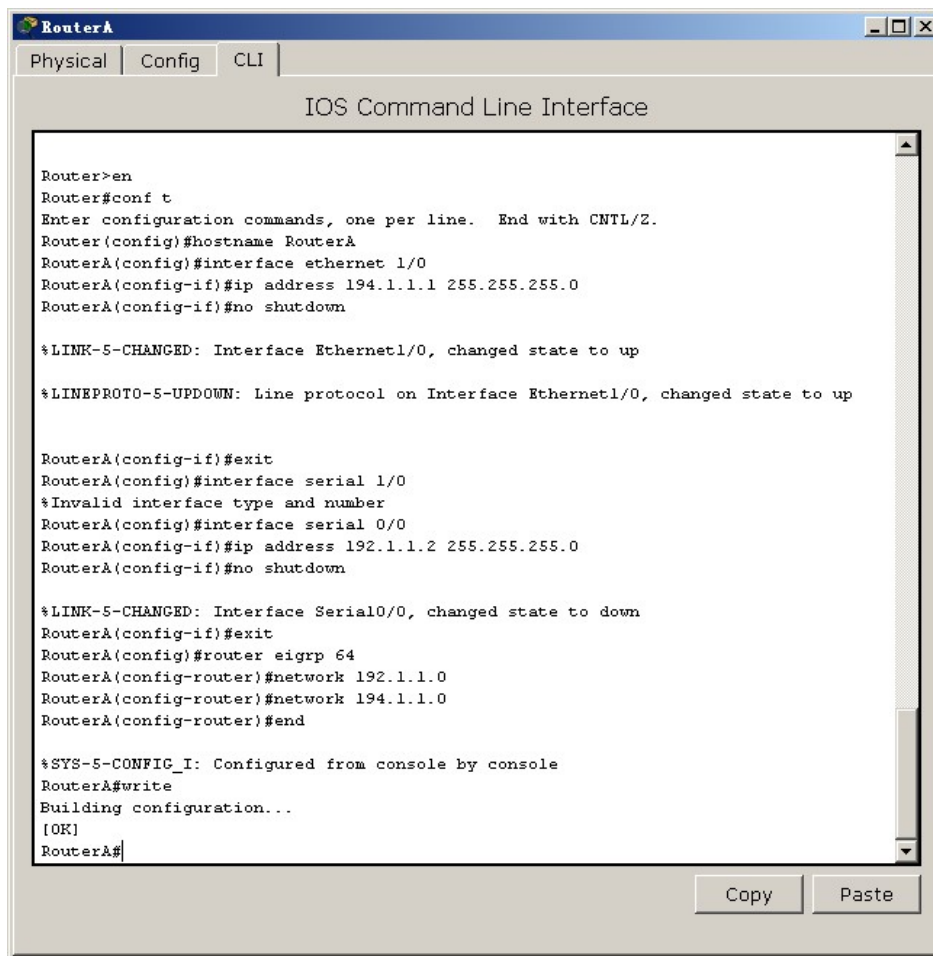 RouterA
Physical Config CLI
IOS Command Line Interface
Router>en
Router#conf t
Enter configuration commands, one per line.  End with CNTL/Z.
Router(config)#hostname RouterA
RouterA(config)#interface ethernet 1/0
RouterA(config-if)#ip address 194.1.1.1 255.255.255.0
RouterA(config-if)#no shutdown
%LINK-5-CHANGED: Interface Ethernet1/0, changed state to up
%LINEPROTO-5-UPDOWN: Line protocol on Interface Ethernet1/0, changed state to up
RouterA(config-if)#exit
RouterA(config)#interface serial 1/0
%Invalid interface type and number
RouterA(config)#interface serial 0/0
RouterA(config-if)#ip address 192.1.1.2 255.255.255.0
RouterA(config-if)#no shutdown
%LINK-5-CHANGED: Interface Serial0/0, changed state to down
RouterA(config-if)#exit
RouterA(config)#router eigrp 64
RouterA(config-router)#network 192.1.1.0
RouterA(config-router)#network 194.1.1.0
RouterA(config-router)#end
%SYS-5-CONFIG_I: Configured from console by console
RouterA#write
Building configuration...
[OK]
RouterA#
Copy Paste